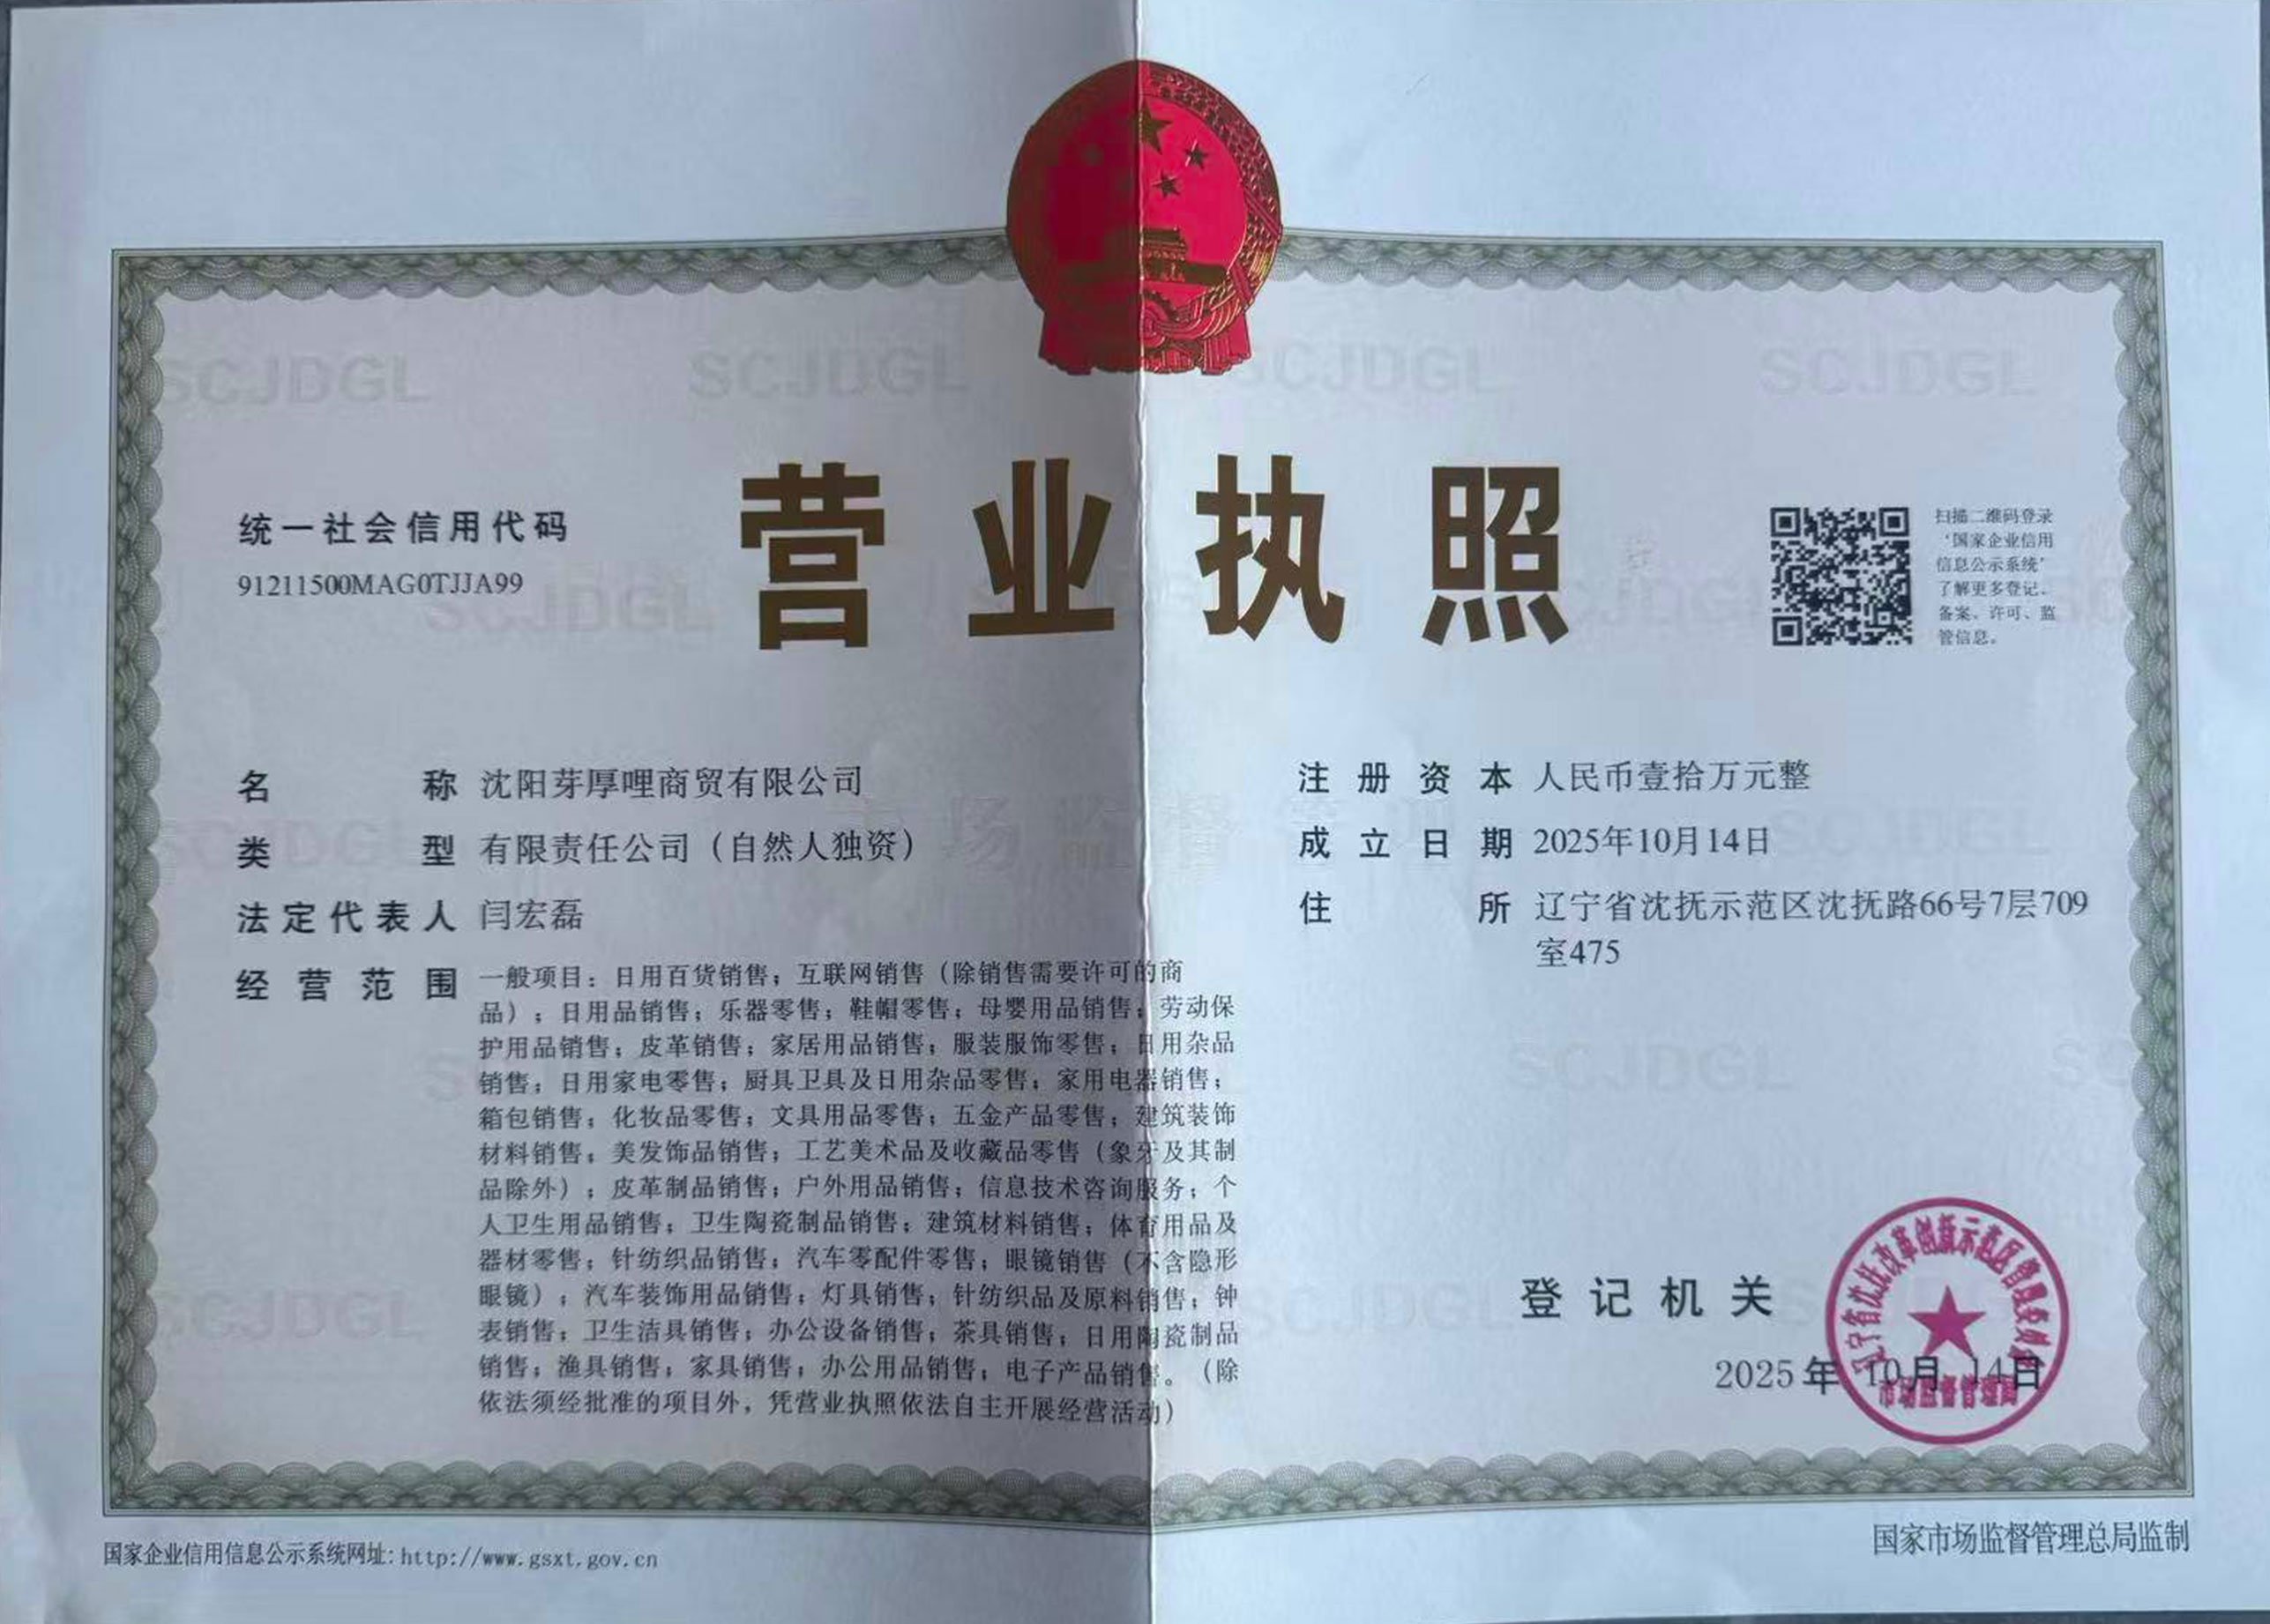 营业执照
统一社会信用代码
91211500MAG0TJJA99
扫描二维码登录
‘国家企业信用
信息公示系统’
了解更多登记、
备案、许可、监
管信息。
名称 沈阳芽厚哩商贸有限公司
类型 有限责任公司（自然人独资）
法定代表人 闫宏磊
经营范围 一般项目：日用百货销售；互联网销售（除销售需要许可的商
品）；日用品销售；乐器零售；鞋帽零售；母婴用品销售；劳动保
护用品销售；皮革销售；家居用品销售；服装服饰零售；日用杂品
销售；日用家电零售；厨具卫具及日用杂品零售；家用电器销售；
箱包销售；化妆品零售；文具用品零售；五金产品零售；建筑装饰
材料销售；美发饰品销售；工艺美术品及收藏品零售（象牙及其制
品除外）；皮革制品销售；户外用品销售；信息技术咨询服务；个
人卫生用品销售；卫生陶瓷制品销售；建筑材料销售；体育用品及
器材零售；针纺织品销售；汽车零配件零售；眼镜销售（不含隐形
眼镜）；汽车装饰用品销售；灯具销售；针纺织品及原料销售；钟
表销售；卫生洁具销售；办公设备销售；茶具销售；日用陶瓷制品
销售；渔具销售；家具销售；办公用品销售；电子产品销售。（除
依法须经批准的项目外，凭营业执照依法自主开展经营活动）
注册资本 人民币壹拾万元整
成立日期 2025年10月14日
住所 辽宁省沈抚示范区沈抚路66号7层709
室475
登记机关
2025年10月14日
辽宁省沈抚改革创新示范区管理委员会
市场监督管理局
国家企业信用信息公示系统网址:http://www.gsxt.gov.cn
国家市场监督管理总局监制
SCJDGL